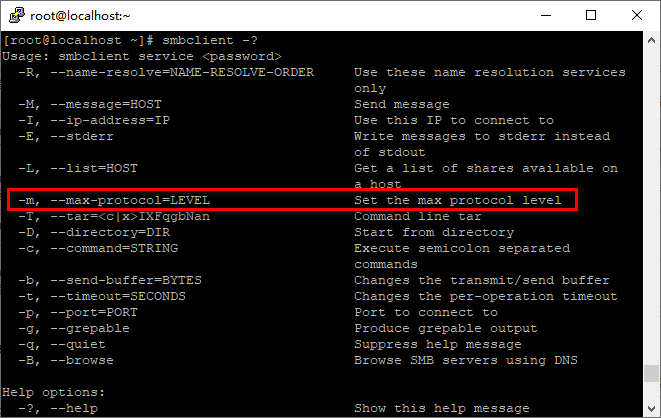 root@localhost:~
[root@localhost ~]# smbclient -?
Usage: smbclient service <password>
-R, --name-resolve=NAME-RESOLVE-ORDER Use these name resolution services
only
-M, --message=HOST Send message
-I, --ip-address=IP Use this IP to connect to
-E, --stderr Write messages to stderr instead
of stdout
-L, --list=HOST Get a list of shares available on
a host
-m, --max-protocol=LEVEL Set the max protocol level
-T, --tar=<c|x>IXFqgbNan Command line tar
-D, --directory=DIR Start from directory
-c, --command=STRING Execute semicolon separated
commands
-b, --send-buffer=BYTES Changes the transmit/send buffer
-t, --timeout=SECONDS Changes the per-operation timeout
-p, --port=PORT Port to connect to
-g, --grepable Produce grepable output
-q, --quiet Suppress help message
-B, --browse Browse SMB servers using DNS
Help options:
-?, --help Show this help message